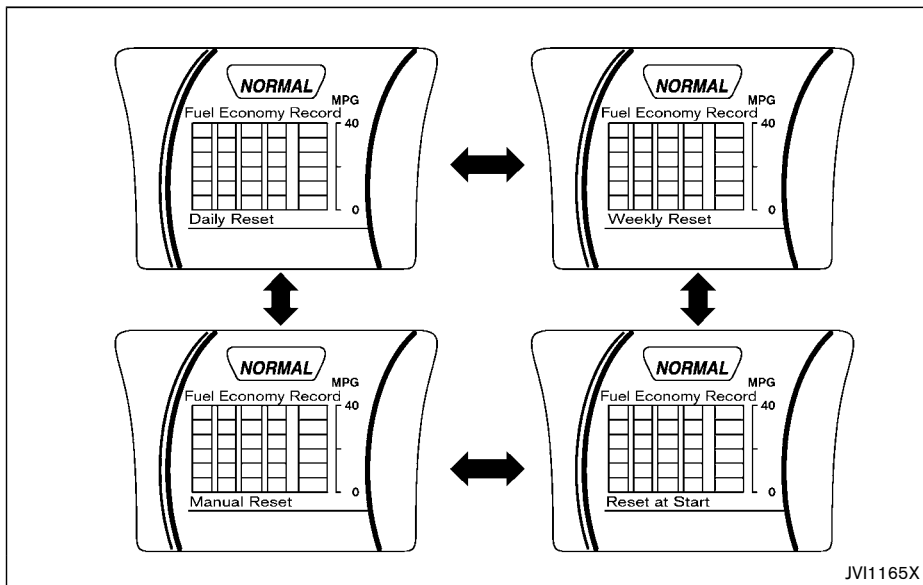 NORMAL
MPG
Fuel Economy Record
40
0
Daily Reset
NORMAL
MPG
Fuel Economy Record
40
0
Weekly Reset
NORMAL
MPG
Fuel Economy Record
40
0
Manual Reset
NORMAL
MPG
Fuel Economy Record
40
0
Reset at Start
JVI1165X